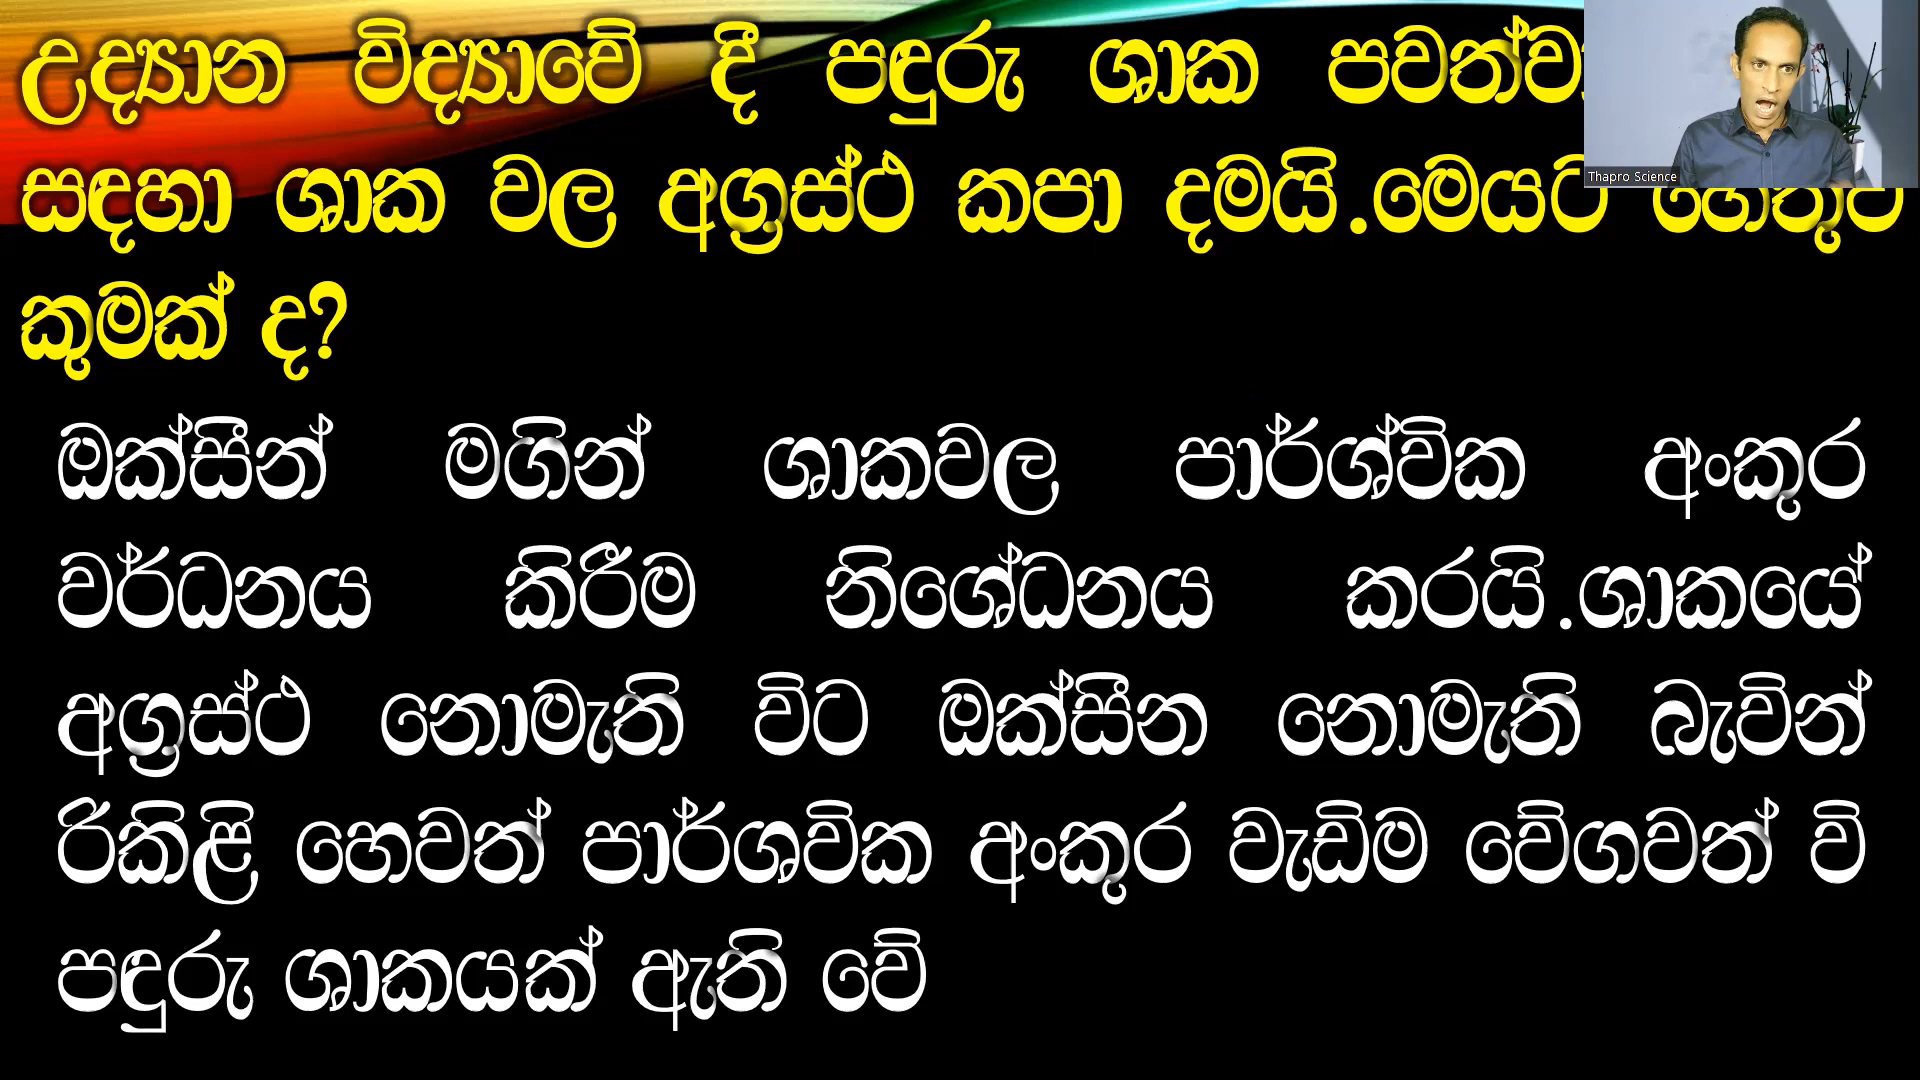 උද්‍යාන විද්‍යාවේ දී පඳුරු ශාක
සඳහා ශාක වල අග්‍රස්ථ කපා දමයි.මෙයට
කුමක් ද?
Thapro Science
ඔක්සීන් මගින් ශාකවල පාර්ශ්වික අංකුර
වර්ධනය කිරීම නිශේධනය කරයි.ශාකයේ
අග්‍රස්ථ නොමැති විට ඔක්සීන නොමැති බැවින්
රිකිළි හෙවත් පාර්ශවික අංකුර වැඩිම වේගවත් වි
පඳුරු ශාකයක් ඇති වේ